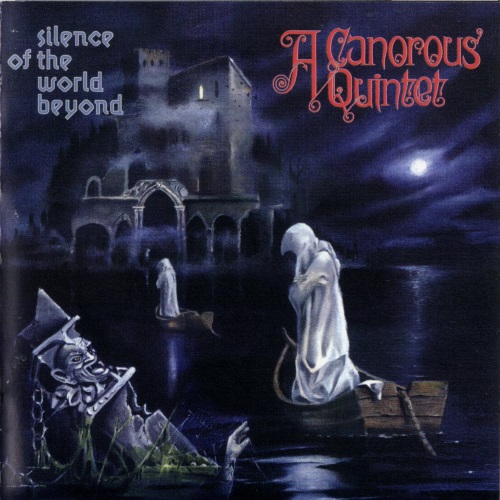 silence
of the
world
beyond
A Canorous
Quintet